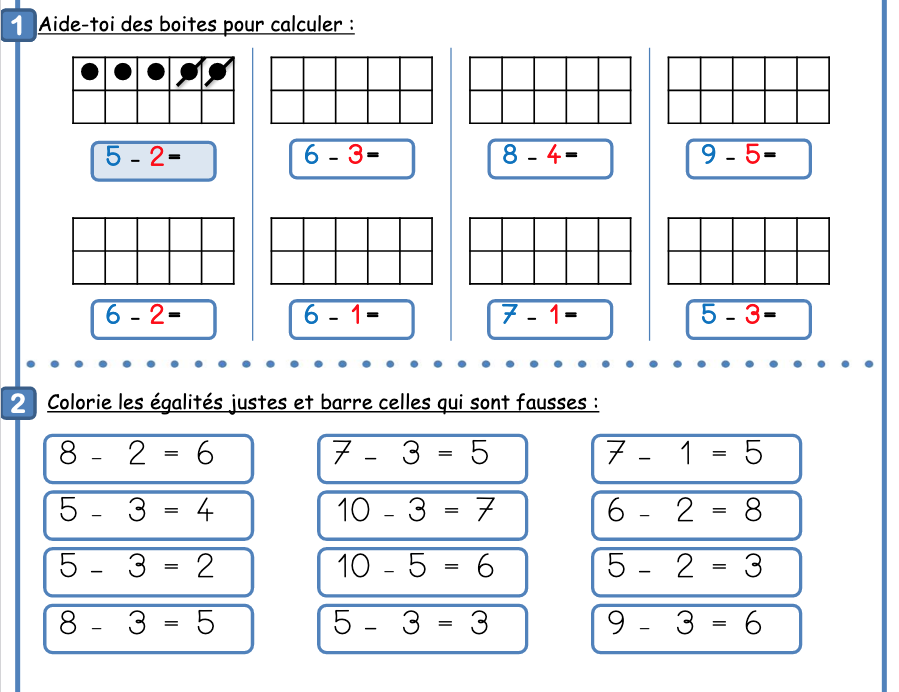 1 Aide-toi des boites pour calculer :
5 - 2= 6 - 3= 8 - 4= 9 - 5=
6 - 2= 6 - 1= 7 - 1= 5 - 3=
2 Colorie les égalités justes et barre celles qui sont fausses :
8 - 2 = 6 7 - 3 = 5 7 - 1 = 5
5 - 3 = 4 10 - 3 = 7 6 - 2 = 8
5 - 3 = 2 10 - 5 = 6 5 - 2 = 3
8 - 3 = 5 5 - 3 = 3 9 - 3 = 6